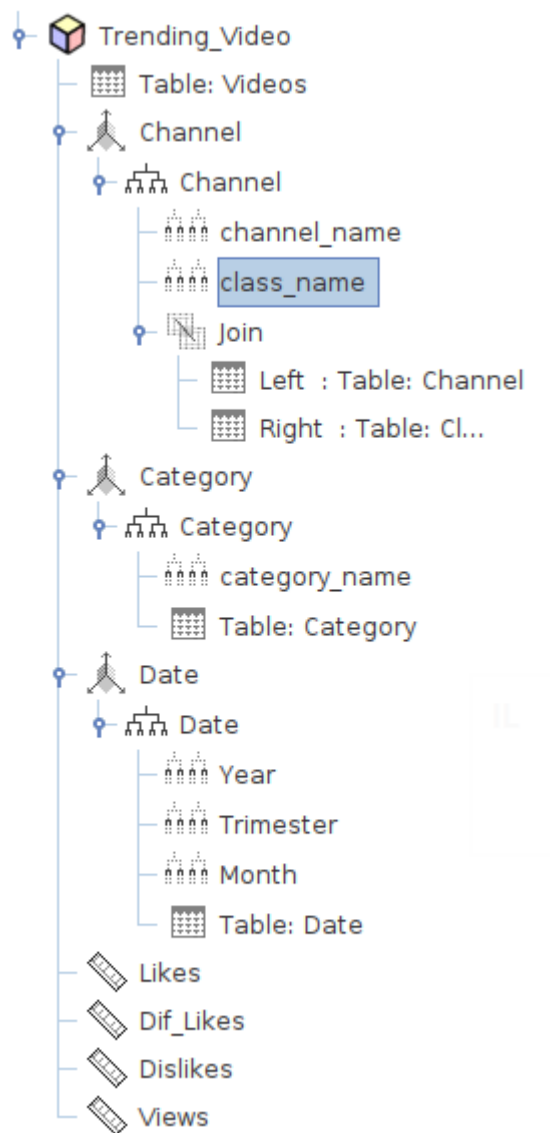 Trending_Video
Table: Videos
Channel
Channel
channel_name
class_name
Join
Left : Table: Channel
Right : Table: Cl...
Category
Category
category_name
Table: Category
Date
Date
Year
Trimester
Month
Table: Date
Likes
Dif_Likes
Dislikes
Views